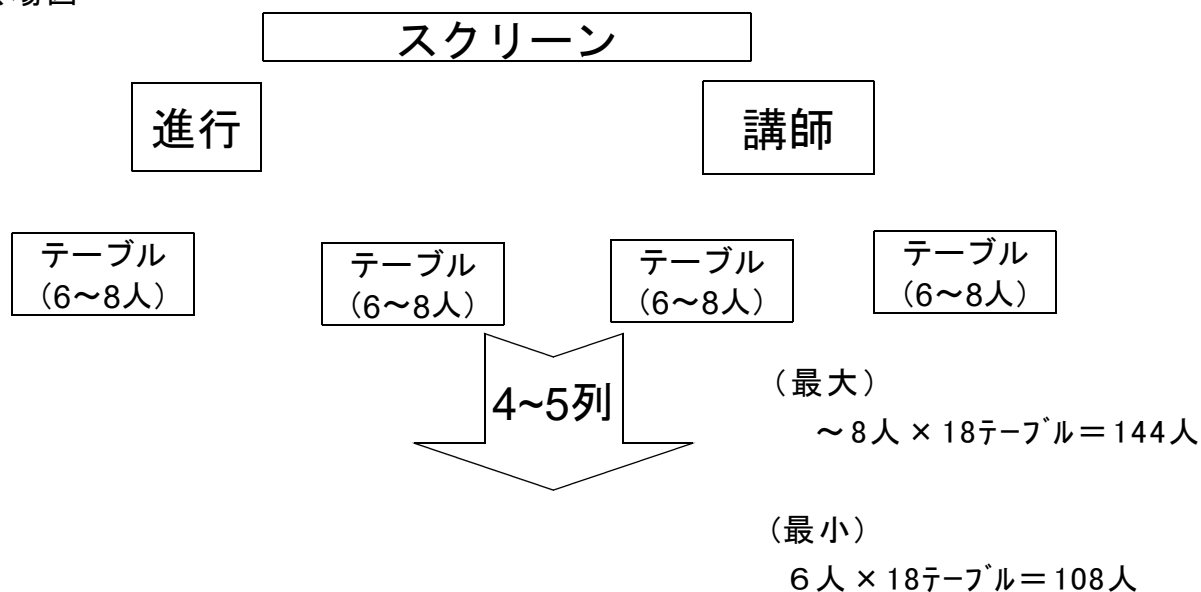 スクリーン
進行
講師
テーブル
(6～8人)
テーブル
(6～8人)
テーブル
(6～8人)
テーブル
(6～8人)
4~5列
(最大)
～8人×18ﾃｰﾌﾞﾙ＝144人
(最小)
６人×18ﾃｰﾌﾞﾙ＝108人